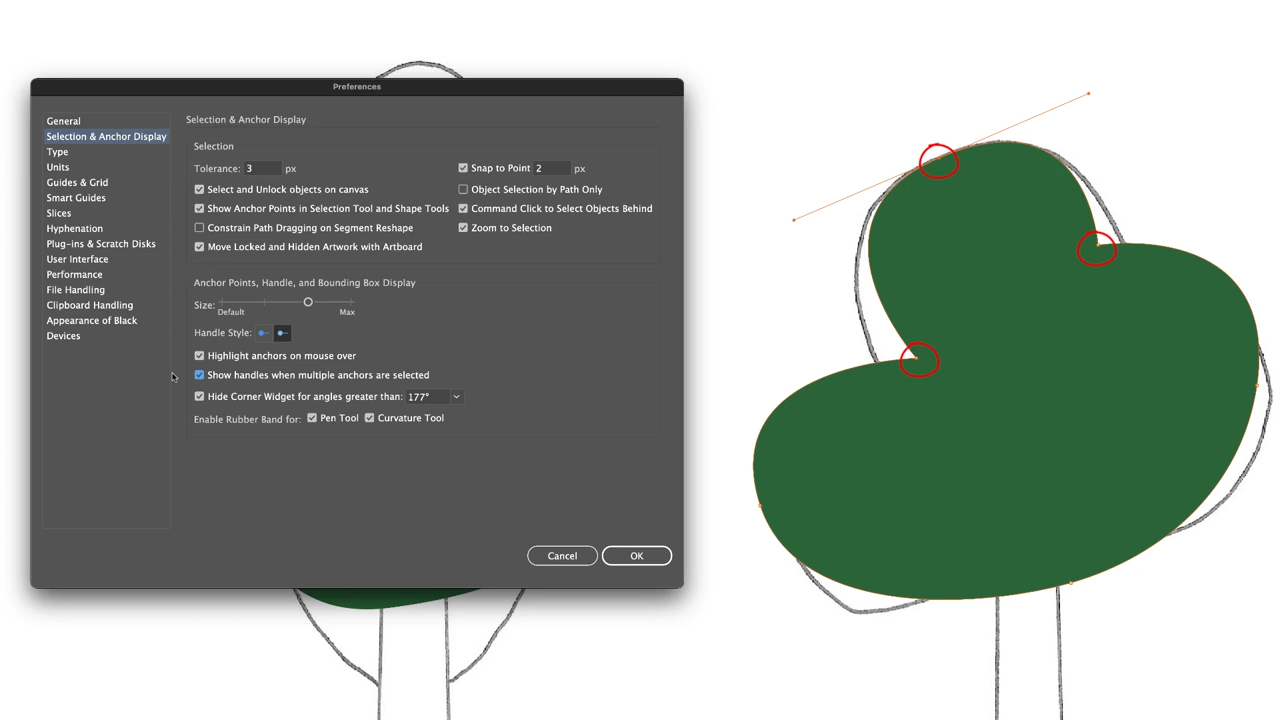 Preferences
General
Selection & Anchor Display
Type
Units
Guides & Grid
Smart Guides
Slices
Hyphenation
Plug-ins & Scratch Disks
User Interface
Performance
File Handling
Clipboard Handling
Appearance of Black
Devices
Selection & Anchor Display
Selection
Tolerance: 3 px
Snap to Point 2 px
Select and Unlock objects on canvas
Object Selection by Path Only
Show Anchor Points in Selection Tool and Shape Tools
Command Click to Select Objects Behind
Constrain Path Dragging on Segment Reshape
Zoom to Selection
Move Locked and Hidden Artwork with Artboard
Anchor Points, Handle, and Bounding Box Display
Size:
Default Max
Handle Style:
Highlight anchors on mouse over
Show handles when multiple anchors are selected
Hide Corner Widget for angles greater than: 177°
Enable Rubber Band for: Pen Tool Curvature Tool
Cancel OK